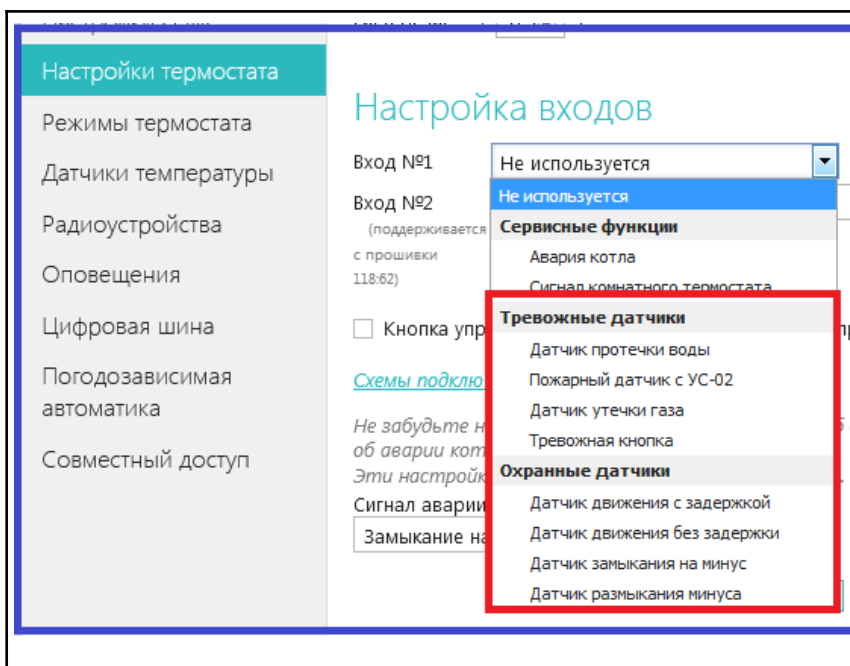 Настройки термостата
Режимы термостата
Датчики температуры
Радиоустройства
Оповещения
Цифровая шина
Погодозависимая
автоматика
Совместный доступ
Настройка входов
Вход №1
Не используется
Вход №2
(поддерживается
с прошивки
118:62)
Не используется
Сервисные функции
Авария котла
Сигнал комнатного термостата
Тревожные датчики
Датчик протечки воды
Пожарный датчик с УС-02
Датчик утечки газа
Тревожная кнопка
Охранные датчики
Датчик движения с задержкой
Датчик движения без задержки
Датчик замыкания на минус
Датчик размыкания минуса
Кнопка упр
Схемы подклю
Не забудьте н
об аварии кот
Эти настройк
Сигнал аварии
Замыкание на